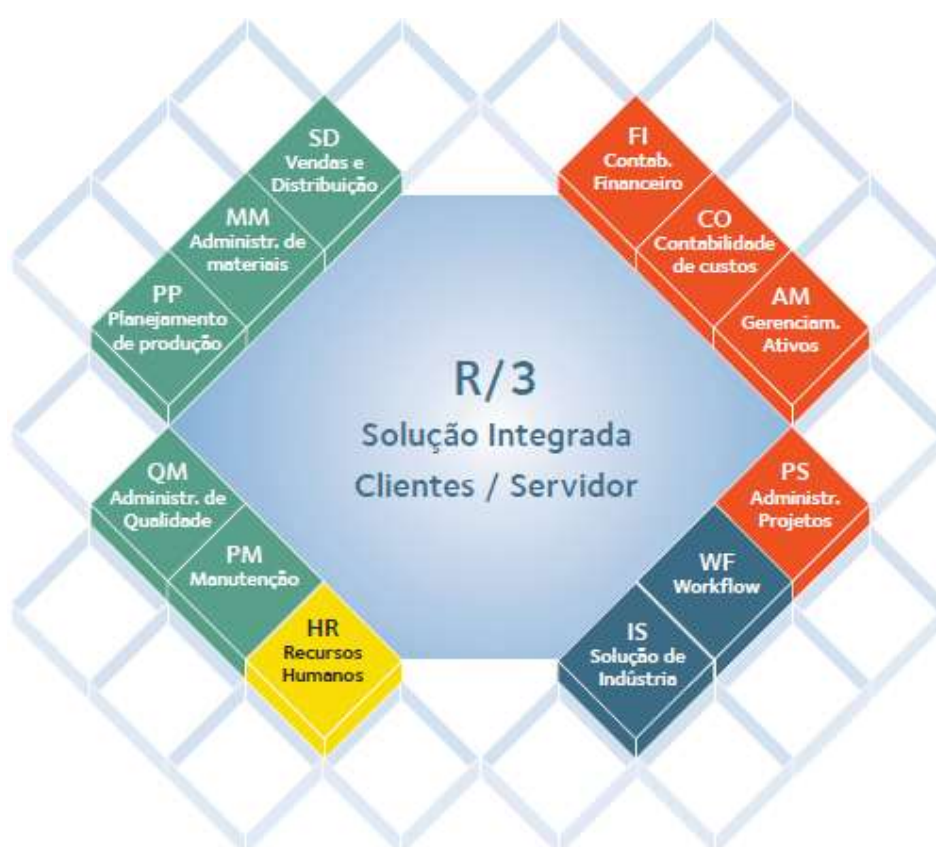 SD
Vendas e
Distribuição
MM
Administr. de
materiais
PP
Planejamento
de produção
FI
Contab.
Financeiro
CO
Contabilidade
de custos
AM
Gerenciam.
Ativos
R/3
Solução Integrada
Clientes / Servidor
QM
Administr. de
Qualidade
PM
Manutenção
HR
Recursos
Humanos
PS
Administr.
Projetos
WF
Workflow
IS
Solução de
Indústria